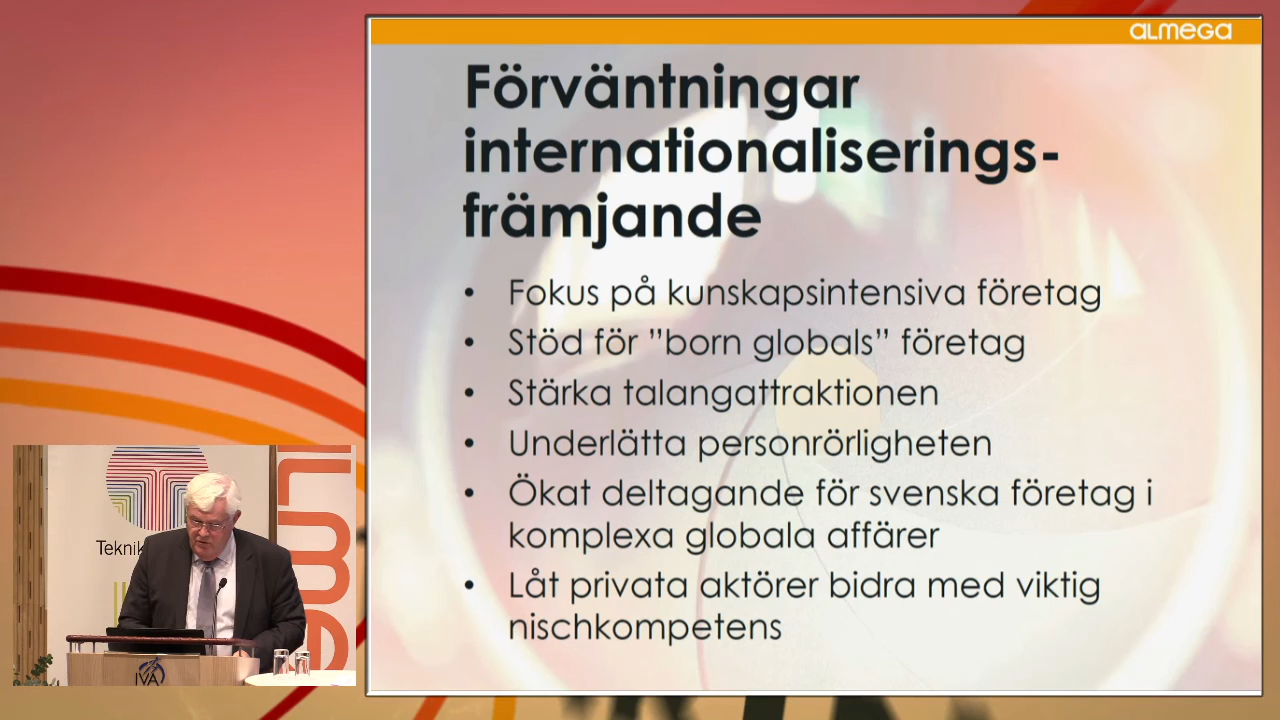 ALMEGA
Förväntningar
internationaliserings-
främjande
• Fokus på kunskapsintensiva företag
• Stöd för ”born globals” företag
• Stärka talangattraktionen
• Underlätta personrörligheten
• Ökat deltagande för svenska företag i
komplexa globala affärer
• Låt privata aktörer bidra med viktig
nischkompetens
Teknik
IVA